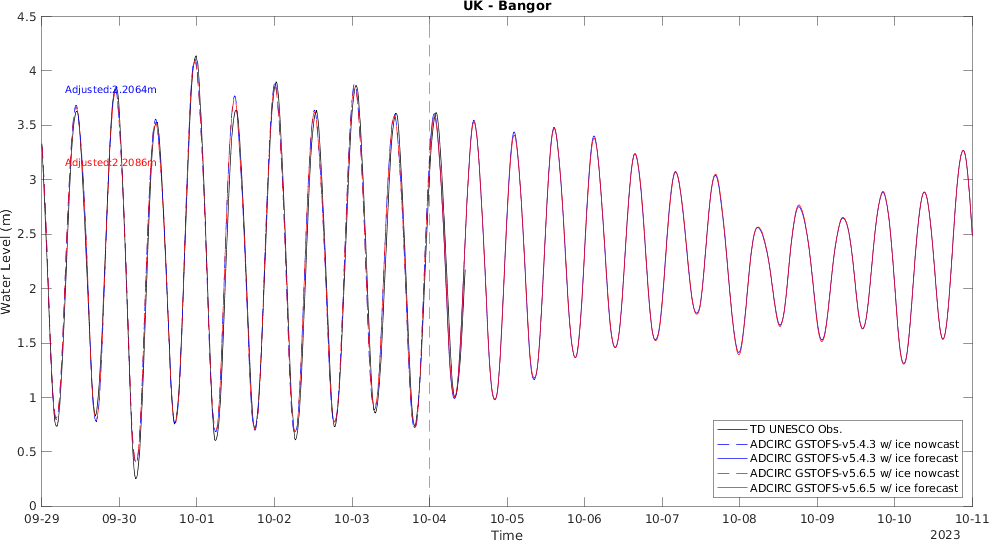 UK - Bangor
4.5
4
3.5
3
2.5
2
1.5
1
0.5
0
Water Level (m)
Adjusted:2.2064m
Adjusted:2.2086m
TD UNESCO Obs.
ADCIRC GSTOFS-v5.4.3 w/ ice nowcast
ADCIRC GSTOFS-v5.4.3 w/ ice forecast
ADCIRC GSTOFS-v5.6.5 w/ ice nowcast
ADCIRC GSTOFS-v5.6.5 w/ ice forecast
09-29 09-30 10-01 10-02 10-03 10-04 10-05 10-06 10-07 10-08 10-09 10-10 10-11
Time
2023